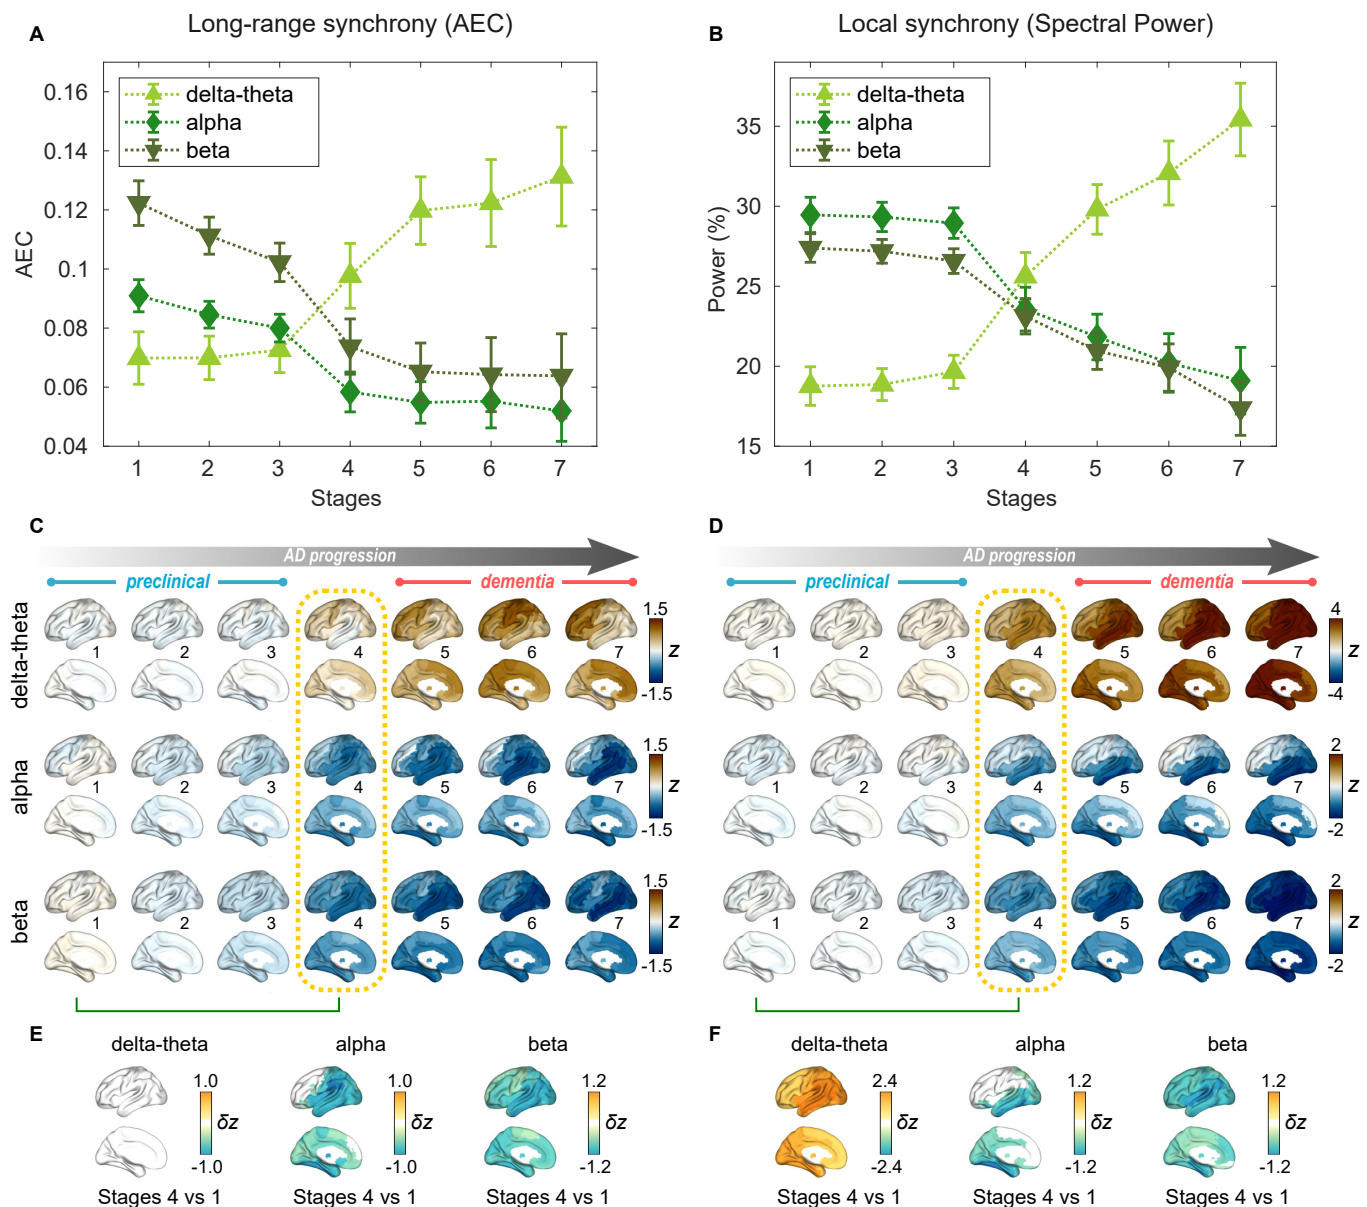 A
Long-range synchrony (AEC)
delta-theta
alpha
beta
0.16
0.14
0.12
0.1
0.08
0.06
0.04
AEC
1 2 3 4 5 6 7
Stages
B
Local synchrony (Spectral Power)
delta-theta
alpha
beta
35
30
25
20
15
Power (%)
1 2 3 4 5 6 7
Stages
C
AD progression
preclinical
dementia
delta-theta
1 2 3 4 5 6 7
1.5
z
-1.5
alpha
1 2 3 4 5 6 7
1.5
z
-1.5
beta
1 2 3 4 5 6 7
1.5
z
-1.5
D
AD progression
preclinical
dementia
1 2 3 4 5 6 7
4
z
-4
1 2 3 4 5 6 7
2
z
-2
1 2 3 4 5 6 7
2
z
-2
E
delta-theta
1.0
δz
-1.0
Stages 4 vs 1
alpha
1.0
δz
-1.0
Stages 4 vs 1
beta
1.2
δz
-1.2
Stages 4 vs 1
F
delta-theta
2.4
δz
-2.4
Stages 4 vs 1
alpha
1.2
δz
-1.2
Stages 4 vs 1
beta
1.2
δz
-1.2
Stages 4 vs 1